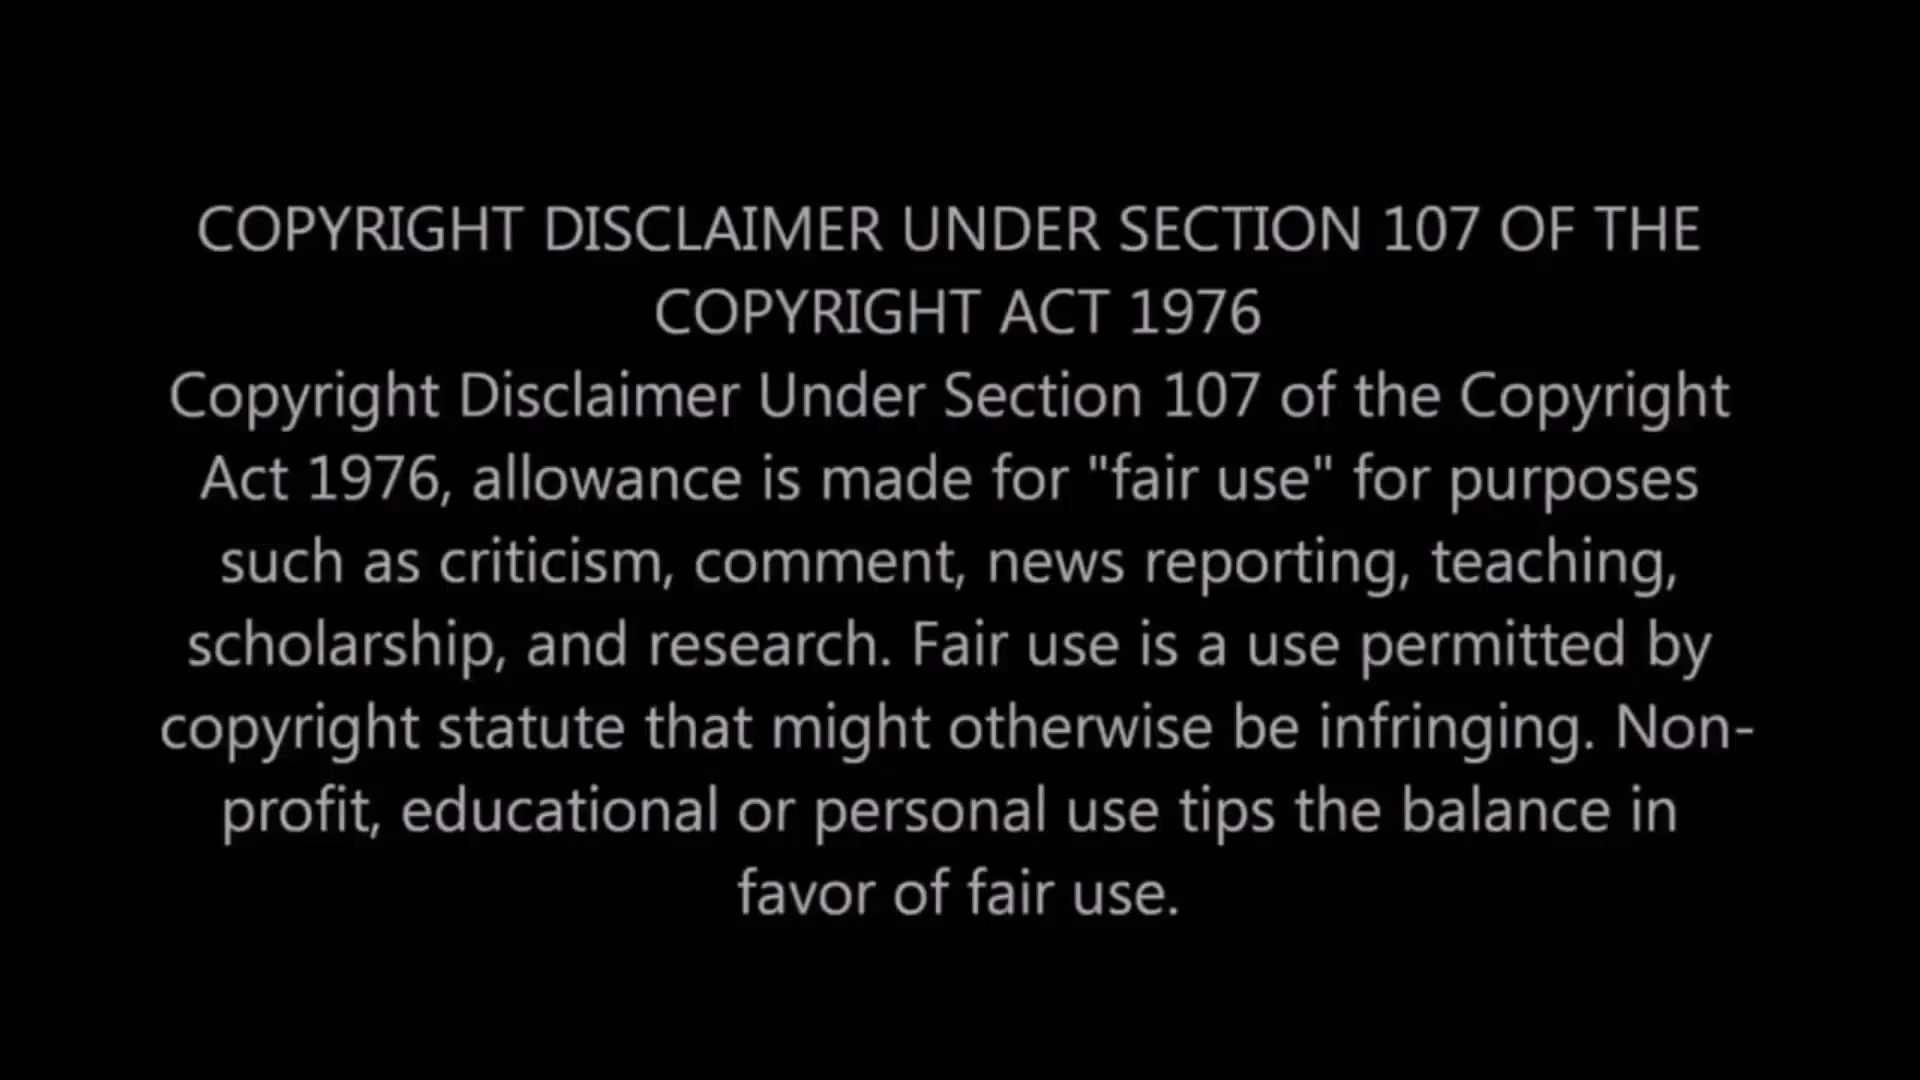 COPYRIGHT DISCLAIMER UNDER SECTION 107 OF THE
COPYRIGHT ACT 1976
Copyright Disclaimer Under Section 107 of the Copyright
Act 1976, allowance is made for "fair use" for purposes
such as criticism, comment, news reporting, teaching,
scholarship, and research. Fair use is a use permitted by
copyright statute that might otherwise be infringing. Non-
profit, educational or personal use tips the balance in
favor of fair use.